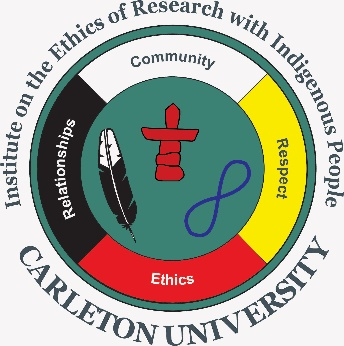 Institute on the Ethics of Research with Indigenous People
Community
Relationships
Respect
Ethics
CARLETON UNIVERSITY